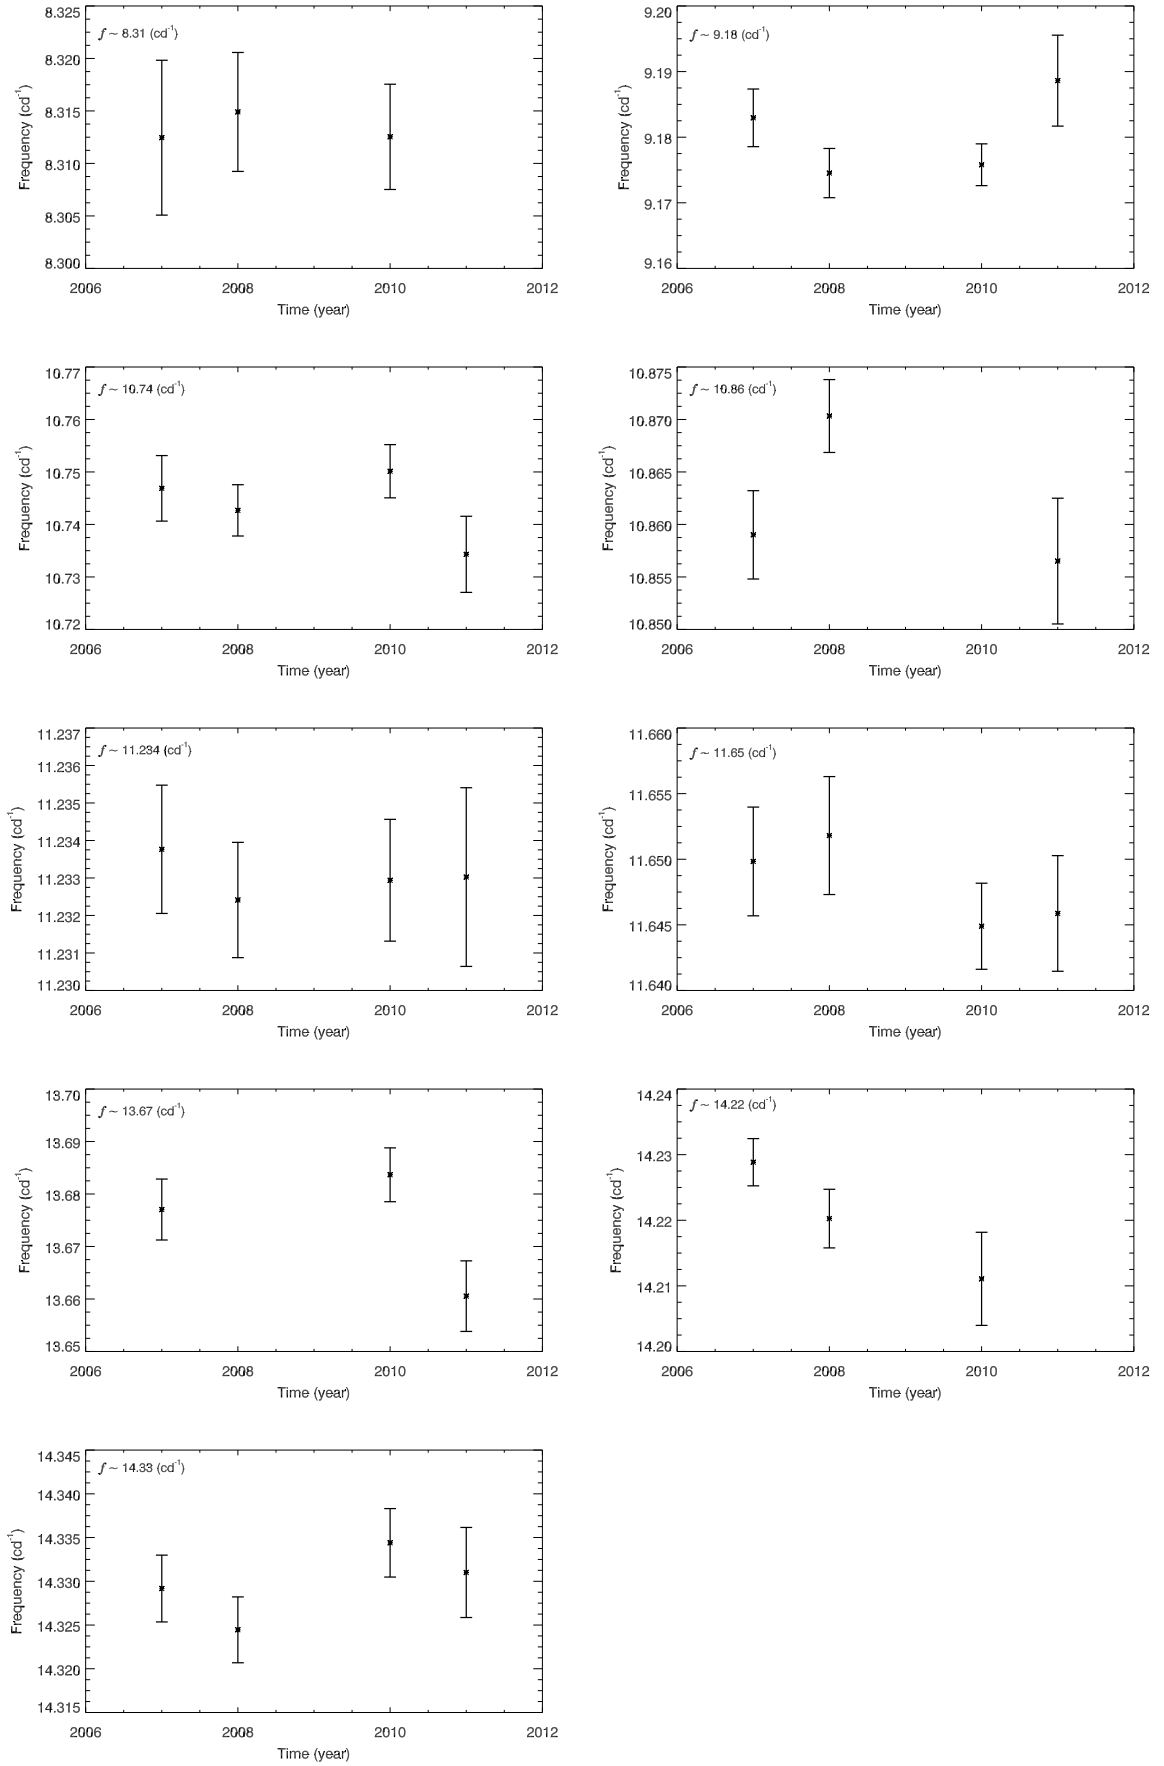 f ~ 8.31 (cd⁻¹)
8.325
8.320
8.315
8.310
8.305
8.300
Frequency (cd⁻¹)
2006 2008 2010 2012
Time (year)
f ~ 9.18 (cd⁻¹)
9.20
9.19
9.18
9.17
9.16
Frequency (cd⁻¹)
2006 2008 2010 2012
Time (year)
f ~ 10.74 (cd⁻¹)
10.77
10.76
10.75
10.74
10.73
10.72
Frequency (cd⁻¹)
2006 2008 2010 2012
Time (year)
f ~ 10.86 (cd⁻¹)
10.875
10.870
10.865
10.860
10.855
10.850
Frequency (cd⁻¹)
2006 2008 2010 2012
Time (year)
f ~ 11.234 (cd⁻¹)
11.237
11.236
11.235
11.234
11.233
11.232
11.231
11.230
Frequency (cd⁻¹)
2006 2008 2010 2012
Time (year)
f ~ 11.65 (cd⁻¹)
11.660
11.655
11.650
11.645
11.640
Frequency (cd⁻¹)
2006 2008 2010 2012
Time (year)
f ~ 13.67 (cd⁻¹)
13.70
13.69
13.68
13.67
13.66
13.65
Frequency (cd⁻¹)
2006 2008 2010 2012
Time (year)
f ~ 14.22 (cd⁻¹)
14.24
14.23
14.22
14.21
14.20
Frequency (cd⁻¹)
2006 2008 2010 2012
Time (year)
f ~ 14.33 (cd⁻¹)
14.345
14.340
14.335
14.330
14.325
14.320
14.315
Frequency (cd⁻¹)
2006 2008 2010 2012
Time (year)